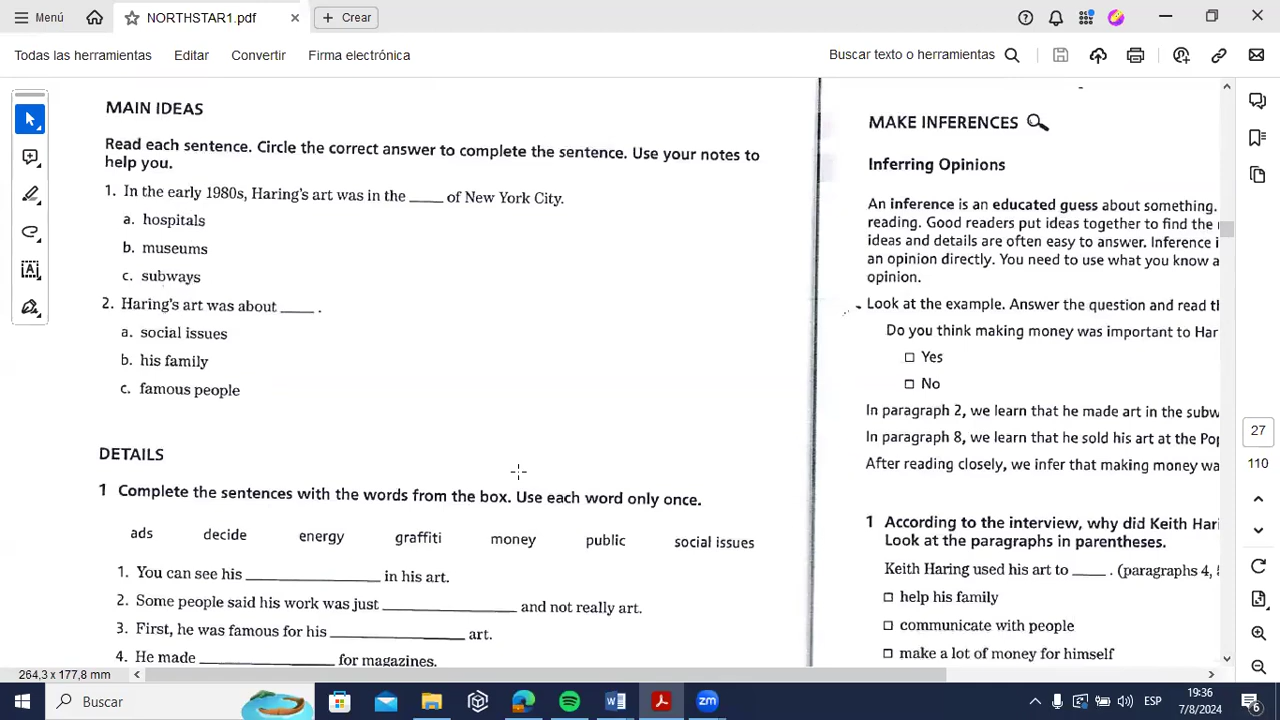 Menú
NORTHSTAR1.pdf
Crear
Todas las herramientas
Editar
Convertir
Firma electrónica
Buscar texto o herramientas
MAIN IDEAS
Read each sentence. Circle the correct answer to complete the sentence. Use your notes to
help you.
1. In the early 1980s, Haring's art was in the ____ of New York City.
a. hospitals
b. museums
c. subways
2. Haring's art was about ____ .
a. social issues
b. his family
c. famous people
DETAILS
1 Complete the sentences with the words from the box. Use each word only once.
ads decide energy graffiti money public social issues
1. You can see his ________________ in his art.
2. Some people said his work was just ________________ and not really art.
3. First, he was famous for his ________________ art.
4. He made ________________ for magazines.
MAKE INFERENCES
Inferring Opinions
An inference is an educated guess about something.
reading. Good readers put ideas together to find the
ideas and details are often easy to answer. Inference i
an opinion directly. You need to use what you know a
opinion.
Look at the example. Answer the question and read th
Do you think making money was important to Har
Yes
No
In paragraph 2, we learn that he made art in the subw
In paragraph 8, we learn that he sold his art at the Pop
After reading closely, we infer that making money wa
1 According to the interview, why did Keith Hari
Look at the paragraphs in parentheses.
Keith Haring used his art to ____ . (paragraphs 4,
help his family
communicate with people
make a lot of money for himself
27
110
264,3 x 177,8 mm
Buscar
zm
ESP
19:36
7/8/2024
6